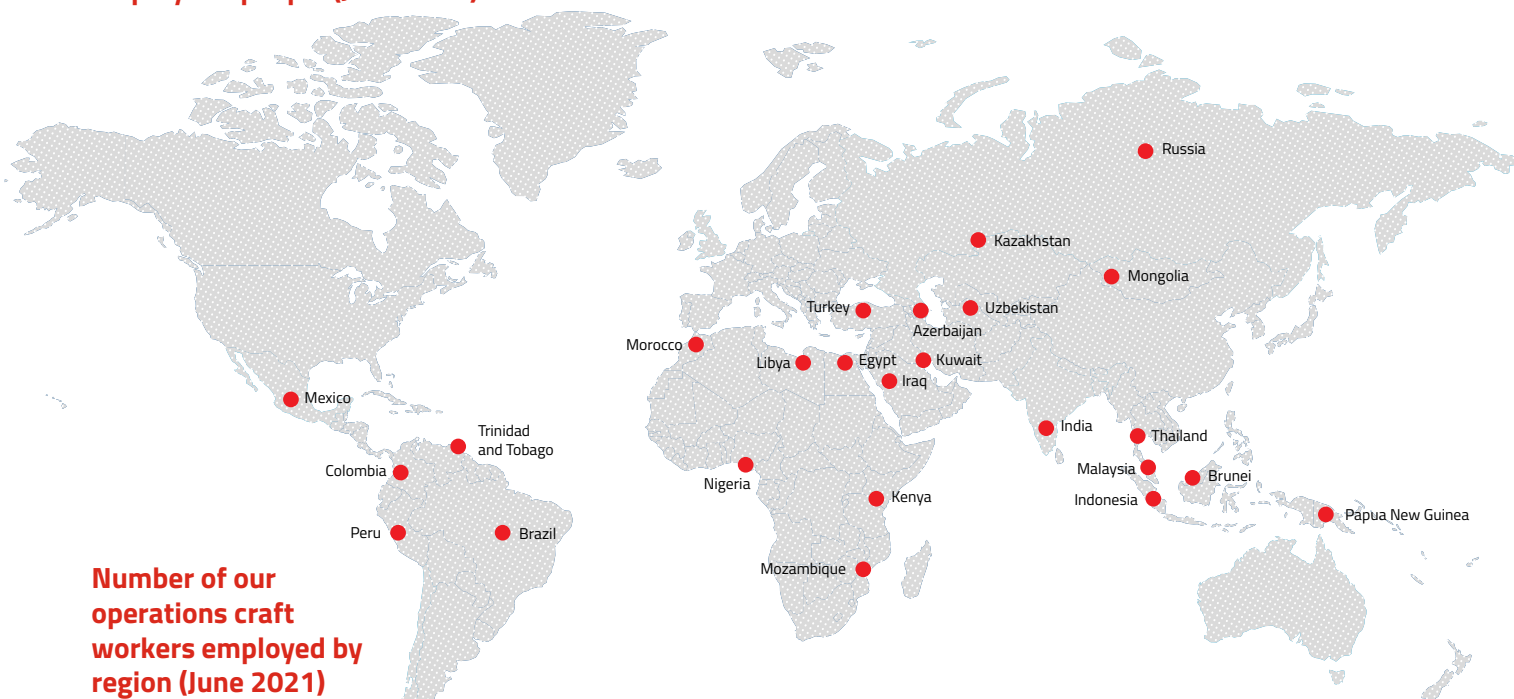 Russia
Kazakhstan
Mongolia
Turkey
Uzbekistan
Azerbaijan
Morocco
Libya
Egypt
Kuwait
Iraq
Mexico
India
Trinidad
and Tobago
Thailand
Colombia
Malaysia
Brunei
Nigeria
Kenya
Indonesia
Papua New Guinea
Peru
Brazil
Mozambique
Number of our
operations craft
workers employed by
region (June 2021)